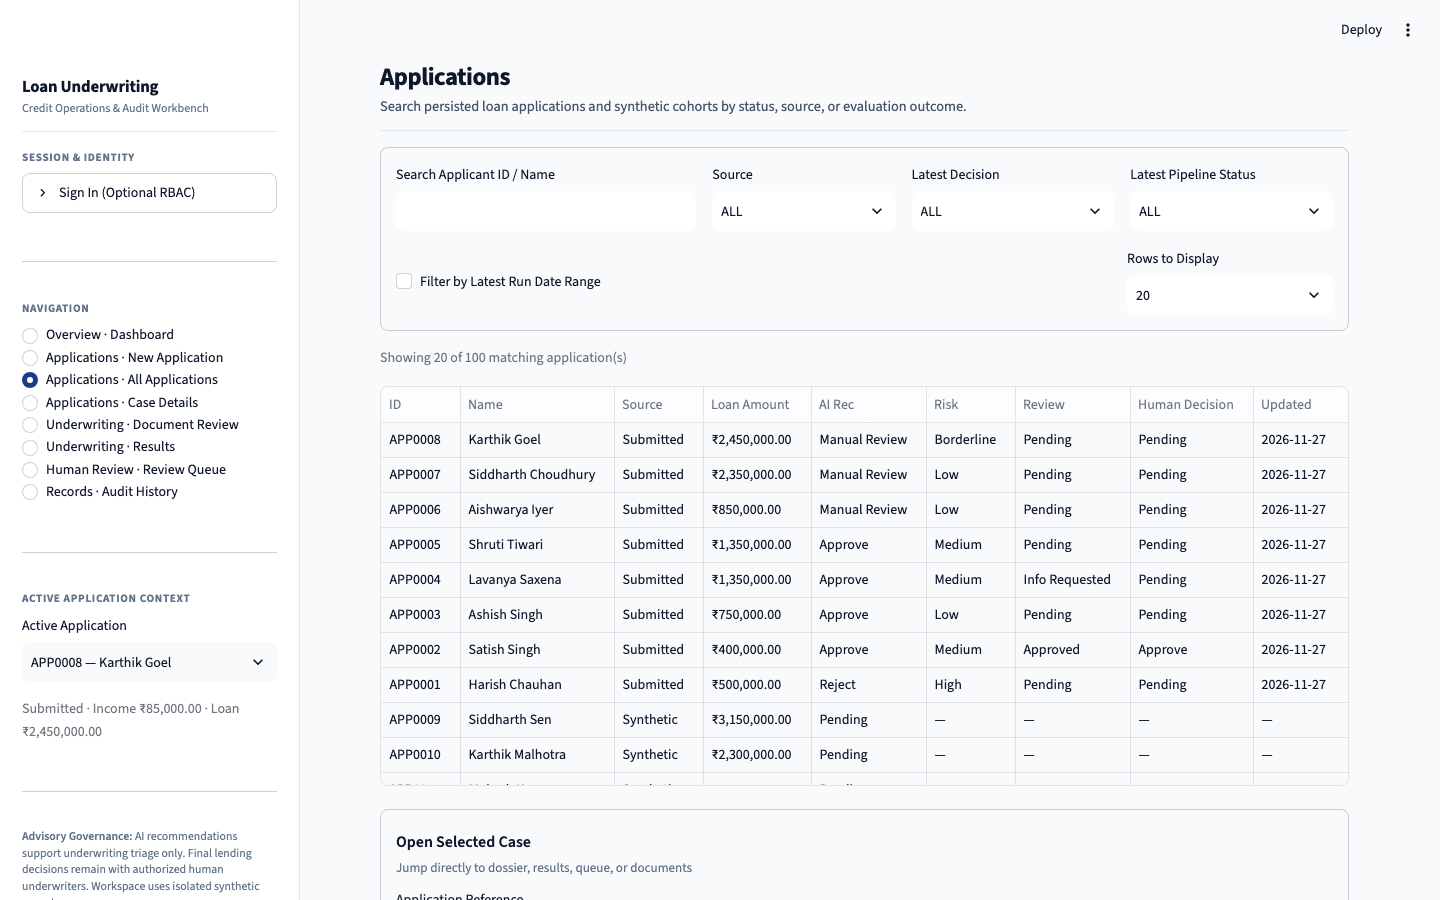 Deploy
Loan Underwriting
Credit Operations & Audit Workbench
SESSION & IDENTITY
Sign In (Optional RBAC)
NAVIGATION
Overview · Dashboard
Applications · New Application
Applications · All Applications
Applications · Case Details
Underwriting · Document Review
Underwriting · Results
Human Review · Review Queue
Records · Audit History
ACTIVE APPLICATION CONTEXT
Active Application
APP0008 — Karthik Goel
Submitted · Income ₹85,000.00 · Loan
₹2,450,000.00
Advisory Governance: AI recommendations
support underwriting triage only. Final lending
decisions remain with authorized human
underwriters. Workspace uses isolated synthetic
Applications
Search persisted loan applications and synthetic cohorts by status, source, or evaluation outcome.
Search Applicant ID / Name Source Latest Decision Latest Pipeline Status
ALL ALL ALL
Rows to Display
Filter by Latest Run Date Range
20
Showing 20 of 100 matching application(s)
ID Name Source Loan Amount AI Rec Risk Review Human Decision Updated
APP0008 Karthik Goel Submitted ₹2,450,000.00 Manual Review Borderline Pending Pending 2026-11-27
APP0007 Siddharth Choudhury Submitted ₹2,350,000.00 Manual Review Low Pending Pending 2026-11-27
APP0006 Aishwarya Iyer Submitted ₹850,000.00 Manual Review Low Pending Pending 2026-11-27
APP0005 Shruti Tiwari Submitted ₹1,350,000.00 Approve Medium Pending Pending 2026-11-27
APP0004 Lavanya Saxena Submitted ₹1,350,000.00 Approve Medium Info Requested Pending 2026-11-27
APP0003 Ashish Singh Submitted ₹750,000.00 Approve Low Pending Pending 2026-11-27
APP0002 Satish Singh Submitted ₹400,000.00 Approve Medium Approved Approve 2026-11-27
APP0001 Harish Chauhan Submitted ₹500,000.00 Reject High Pending Pending 2026-11-27
APP0009 Siddharth Sen Synthetic ₹3,150,000.00 Pending — — — —
APP0010 Karthik Malhotra Synthetic ₹2,300,000.00 Pending — — — —
Open Selected Case
Jump directly to dossier, results, queue, or documents
Application Reference